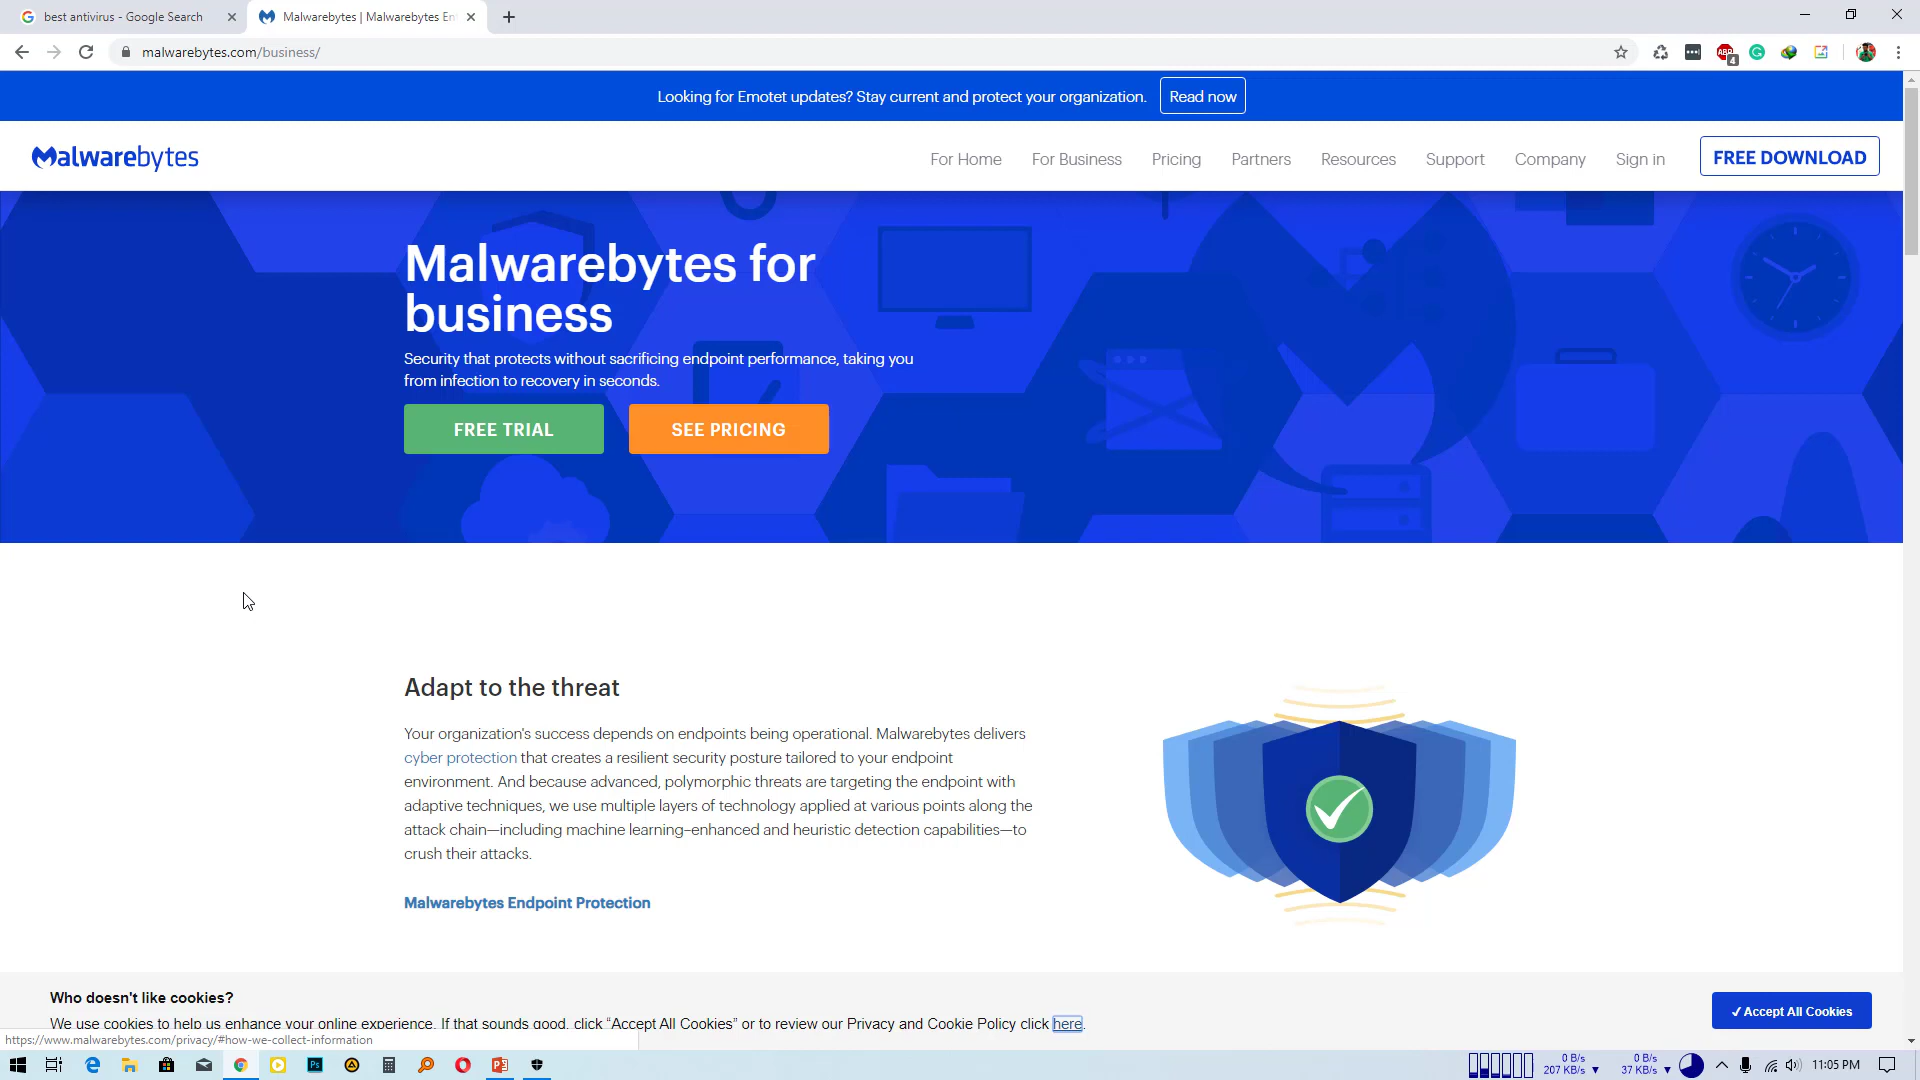 best antivirus - Google Search
Malwarebytes | Malwarebytes En
malwarebytes.com/business/
ABP
4
Looking for Emotet updates? Stay current and protect your organization.
Read now
Malwarebytes
For Home
For Business
Pricing
Partners
Resources
Support
Company
Sign in
FREE DOWNLOAD
Malwarebytes for
business
Security that protects without sacrificing endpoint performance, taking you
from infection to recovery in seconds.
FREE TRIAL
SEE PRICING
Adapt to the threat
Your organization's success depends on endpoints being operational. Malwarebytes delivers
cyber protection that creates a resilient security posture tailored to your endpoint
environment. And because advanced, polymorphic threats are targeting the endpoint with
adaptive techniques, we use multiple layers of technology applied at various points along the
attack chain—including machine learning-enhanced and heuristic detection capabilities—to
crush their attacks.
Malwarebytes Endpoint Protection
Who doesn't like cookies?
We use cookies to help us enhance your online experience. If that sounds good, click “Accept All Cookies” or to review our Privacy and Cookie Policy click here.
✓ Accept All Cookies
https://www.malwarebytes.com/privacy/#how-we-collect-information
Ps
0 B/s
207 KB/s
0 B/s
37 KB/s
11:05 PM